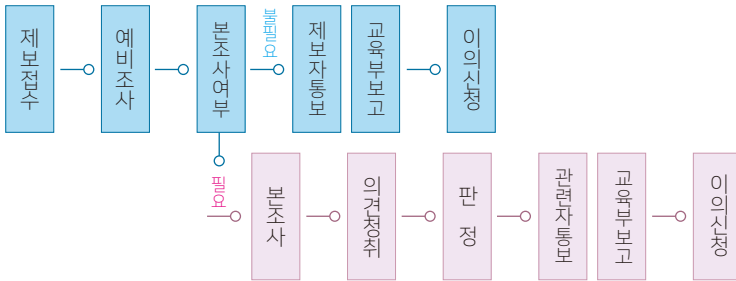 제보접수
예비조사
본조사여부
불필요
제보자통보
교육부보고
이의신청
필요
본조사
의견청취
판 정
관련자통보
교육부보고
이의신청